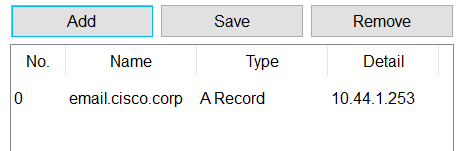 Add Save Remove
No. Name Type Detail
0 email.cisco.corp A Record 10.44.1.253